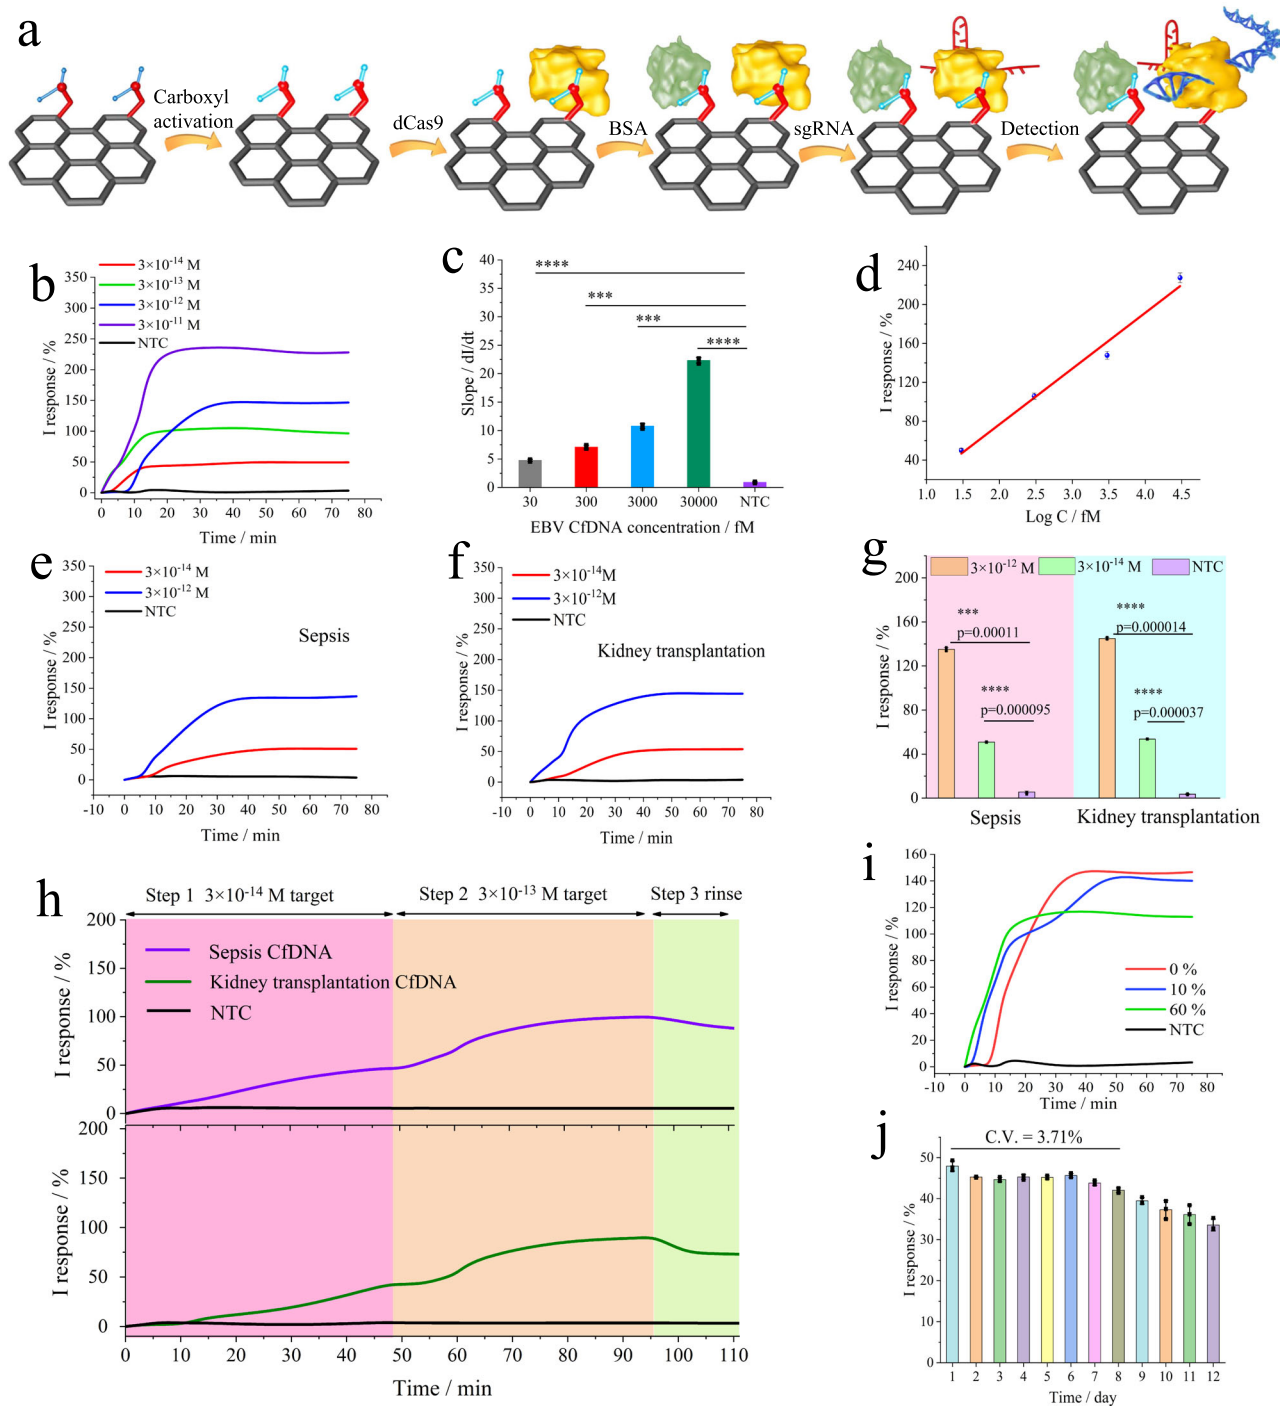 a
Carboxyl
activation
dCas9
BSA
sgRNA
Detection
b
3×10⁻¹⁴ M
3×10⁻¹³ M
3×10⁻¹² M
3×10⁻¹¹ M
NTC
I response / %
350
300
250
200
150
100
50
0
0 10 20 30 40 50 60 70 80
Time / min
c
****
***
***
****
Slope / dI/dt
40
35
30
25
20
15
10
5
0
30 300 3000 30000 NTC
EBV CfDNA concentration / fM
d
I response / %
240
200
160
120
80
40
1.0 1.5 2.0 2.5 3.0 3.5 4.0 4.5
Log C / fM
e
3×10⁻¹⁴ M
3×10⁻¹² M
NTC
Sepsis
I response / %
350
300
250
200
150
100
50
0
-10 0 10 20 30 40 50 60 70 80
Time / min
f
3×10⁻¹⁴M
3×10⁻¹²M
NTC
Kidney transplantation
I response / %
350
300
250
200
150
100
50
0
-10 0 10 20 30 40 50 60 70 80
Time / min
g
3×10⁻¹² M 3×10⁻¹⁴ M NTC
***
p=0.00011
****
p=0.000095
****
p=0.000014
****
p=0.000037
I response / %
200
160
120
80
40
0
Sepsis Kidney transplantation
h
Step 1 3×10⁻¹⁴ M target Step 2 3×10⁻¹³ M target Step 3 rinse
Sepsis CfDNA
Kidney transplantation CfDNA
NTC
I response / %
200
150
100
50
0
I response / %
200
150
100
50
0
0 10 20 30 40 50 60 70 80 90 100 110
Time / min
i
I response / %
160
140
120
100
80
60
40
20
0
0 %
10 %
60 %
NTC
-10 0 10 20 30 40 50 60 70 80
Time / min
j
C.V. = 3.71%
I response / %
50
40
30
20
10
0
1 2 3 4 5 6 7 8 9 10 11 12
Time / day